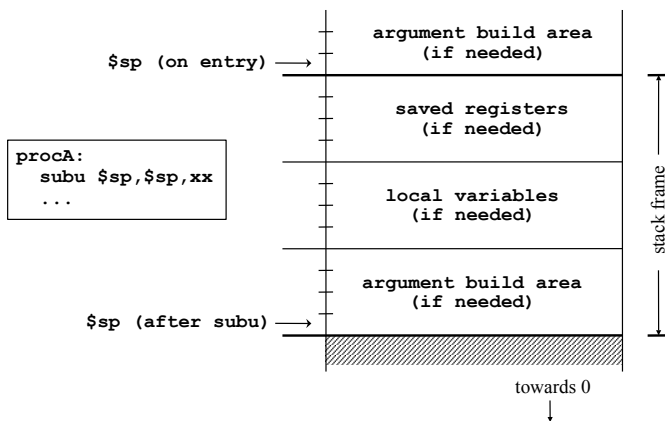 argument build area
(if needed)
$sp (on entry)
saved registers
(if needed)
procA:
subu $sp,$sp,xx
...
local variables
(if needed)
stack frame
argument build area
(if needed)
$sp (after subu)
towards 0